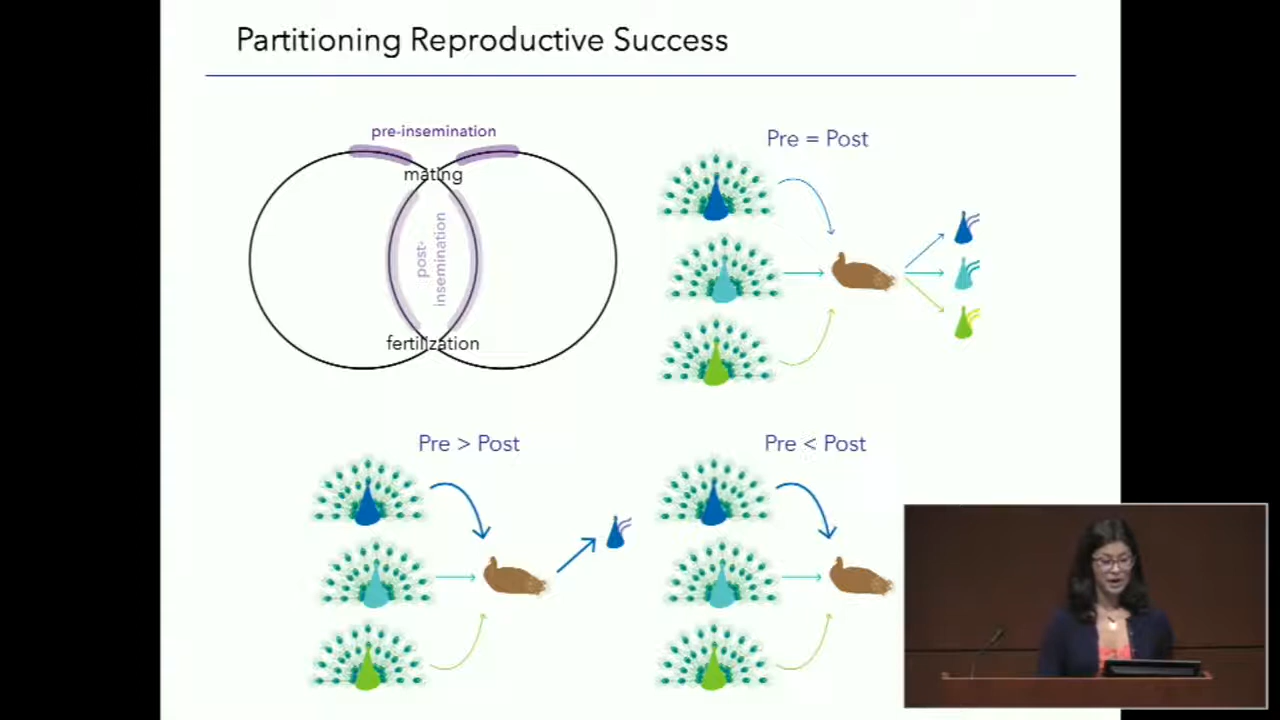 Partitioning Reproductive Success
pre-insemination
mating
post-
insemination
fertilization
Pre = Post
Pre > Post
Pre < Post